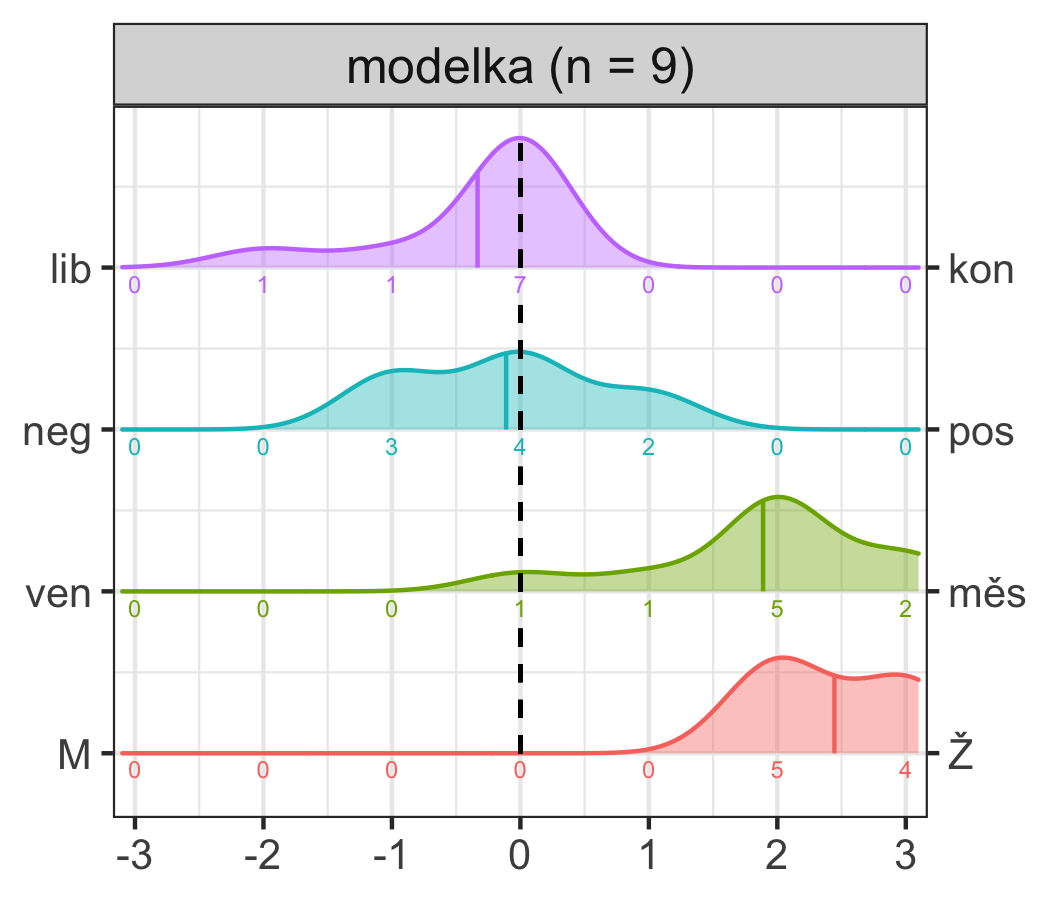 modelka (n = 9)
lib kon
0 1 1 7 0 0 0
neg pos
0 0 3 4 2 0 0
ven měs
0 0 0 1 1 5 2
M Ž
0 0 0 0 0 5 4
-3 -2 -1 0 1 2 3